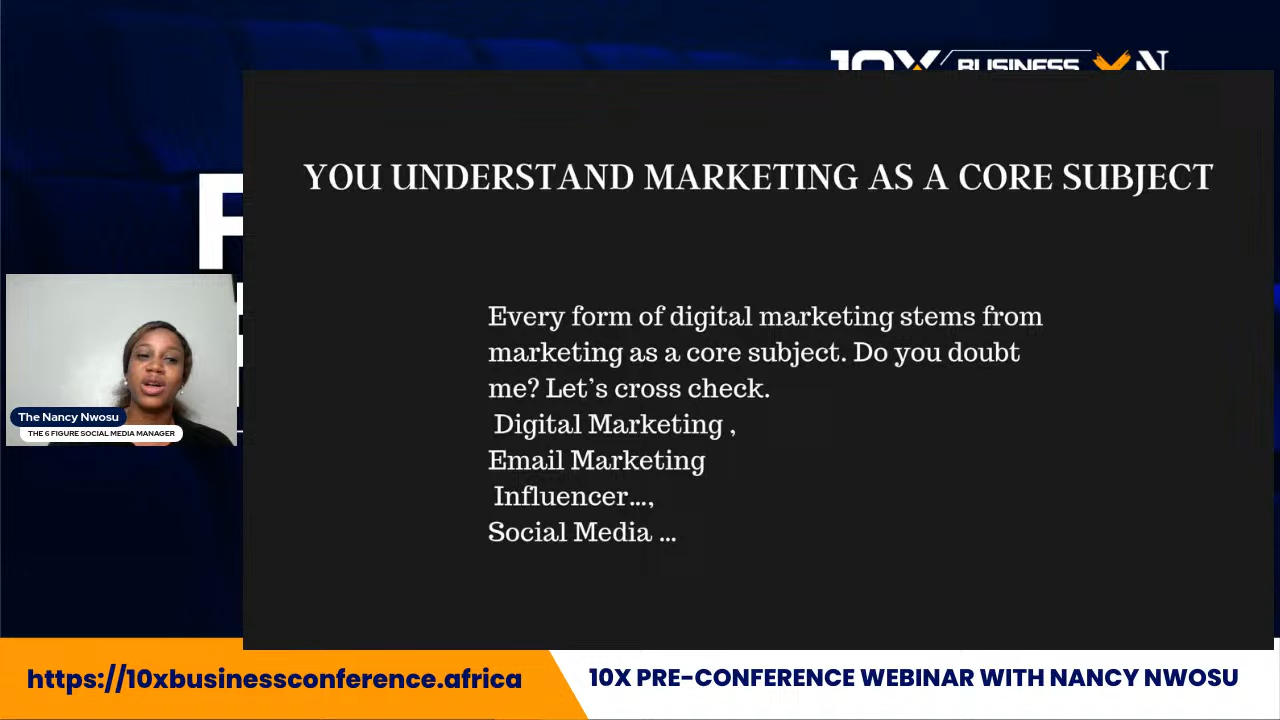 10X BUSINESS N
YOU UNDERSTAND MARKETING AS A CORE SUBJECT
Every form of digital marketing stems from
marketing as a core subject. Do you doubt
me? Let's cross check.
Digital Marketing ,
Email Marketing
Influencer...,
Social Media ...
The Nancy Nwosu
THE 6 FIGURE SOCIAL MEDIA MANAGER
https://10xbusinessconference.africa
10X PRE-CONFERENCE WEBINAR WITH NANCY NWOSU